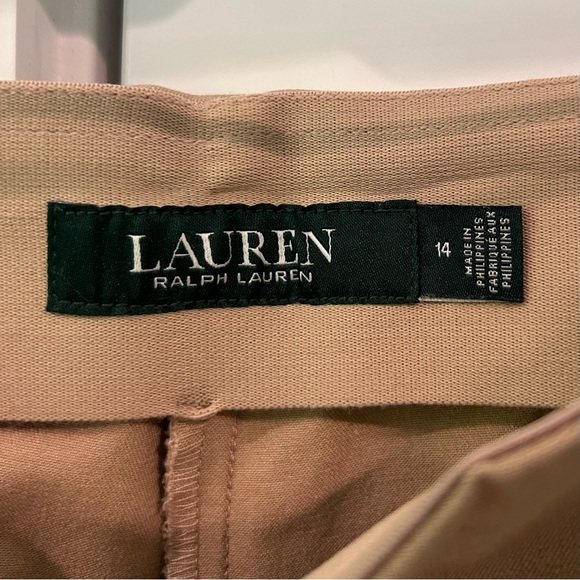 LAUREN
RALPH LAUREN
14
MADE IN
PHILIPPINES
FABRIQUÉ AUX
PHILIPPINES